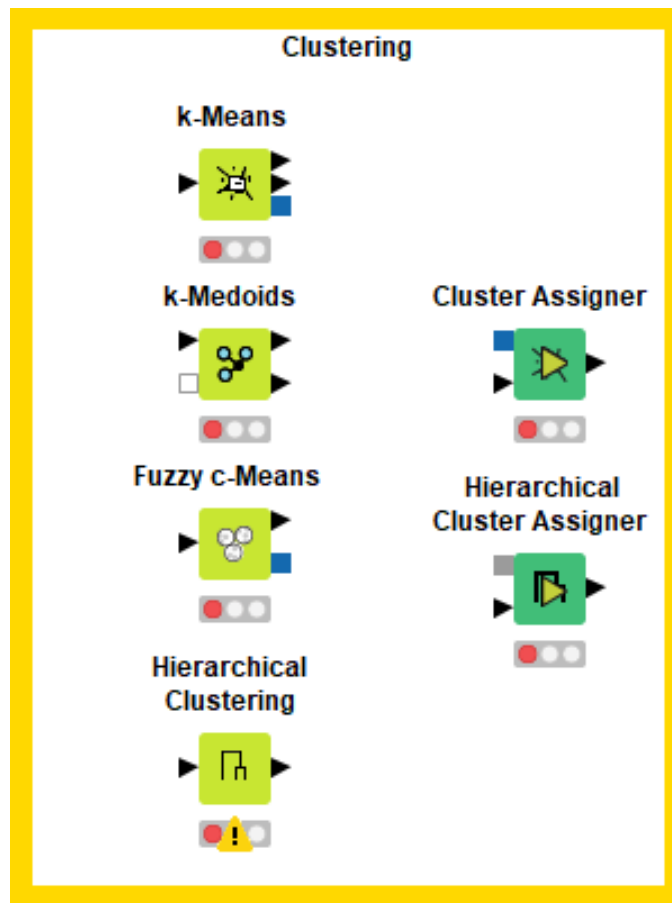 Clustering
k-Means
k-Medoids
Cluster Assigner
Fuzzy c-Means
Hierarchical
Cluster Assigner
Hierarchical
Clustering